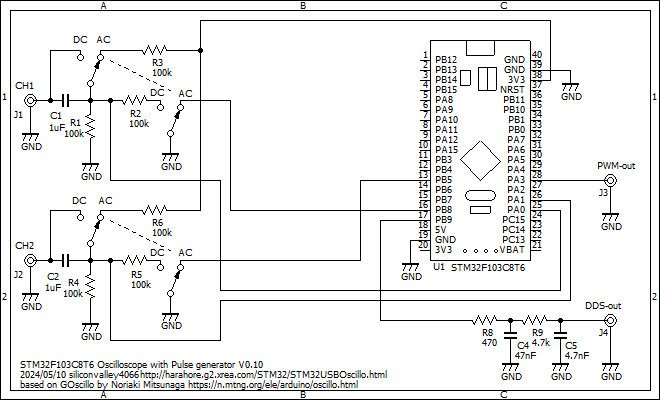 A B C
DC AC
R3
100k
CH1
J1
GND
C1
1uF
R1
100k
GND
R2
100k
DC AC
GND
DC AC
R6
100k
CH2
J2
GND
C2
1uF
R4
100k
GND
R5
100k
DC AC
GND
1 PB12
2 PB13
3 PB14
4 PB15
5 PA8
6 PA9
7 PA10
8 PA11
9 PA12
10 PA15
11 PB3
12 PB4
13 PB5
14 PB6
15 PB7
16 PB8
17 PB9
18 5V
19 GND
20 3V3
GND 40
GND 39
3V3 38
NRST 37
PB11 36
PB10 35
PB1 34
PB0 33
PA7 32
PA6 31
PA5 30
PA4 29
PA3 28
PA2 27
PA1 26
PA0 25
PC15 24
PC14 23
PC13 22
VBAT 21
U1 STM32F103C8T6
GND
GND
PWM-out
J3
GND
R8
470
R9
4.7k
C4
47nF
GND
C5
4.7nF
GND
DDS-out
J4
GND
1 1
2 2
STM32F103C8T6 Oscilloscope with Pulse generator V0.10
2024/05/10 siliconvalley4066 http://harahore.g2.xrea.com/STM32/STM32USBOscillo.html
based on GOscillo by Noriaki Mitsunaga https://n.mtng.org/ele/arduino/oscillo.html
A B C